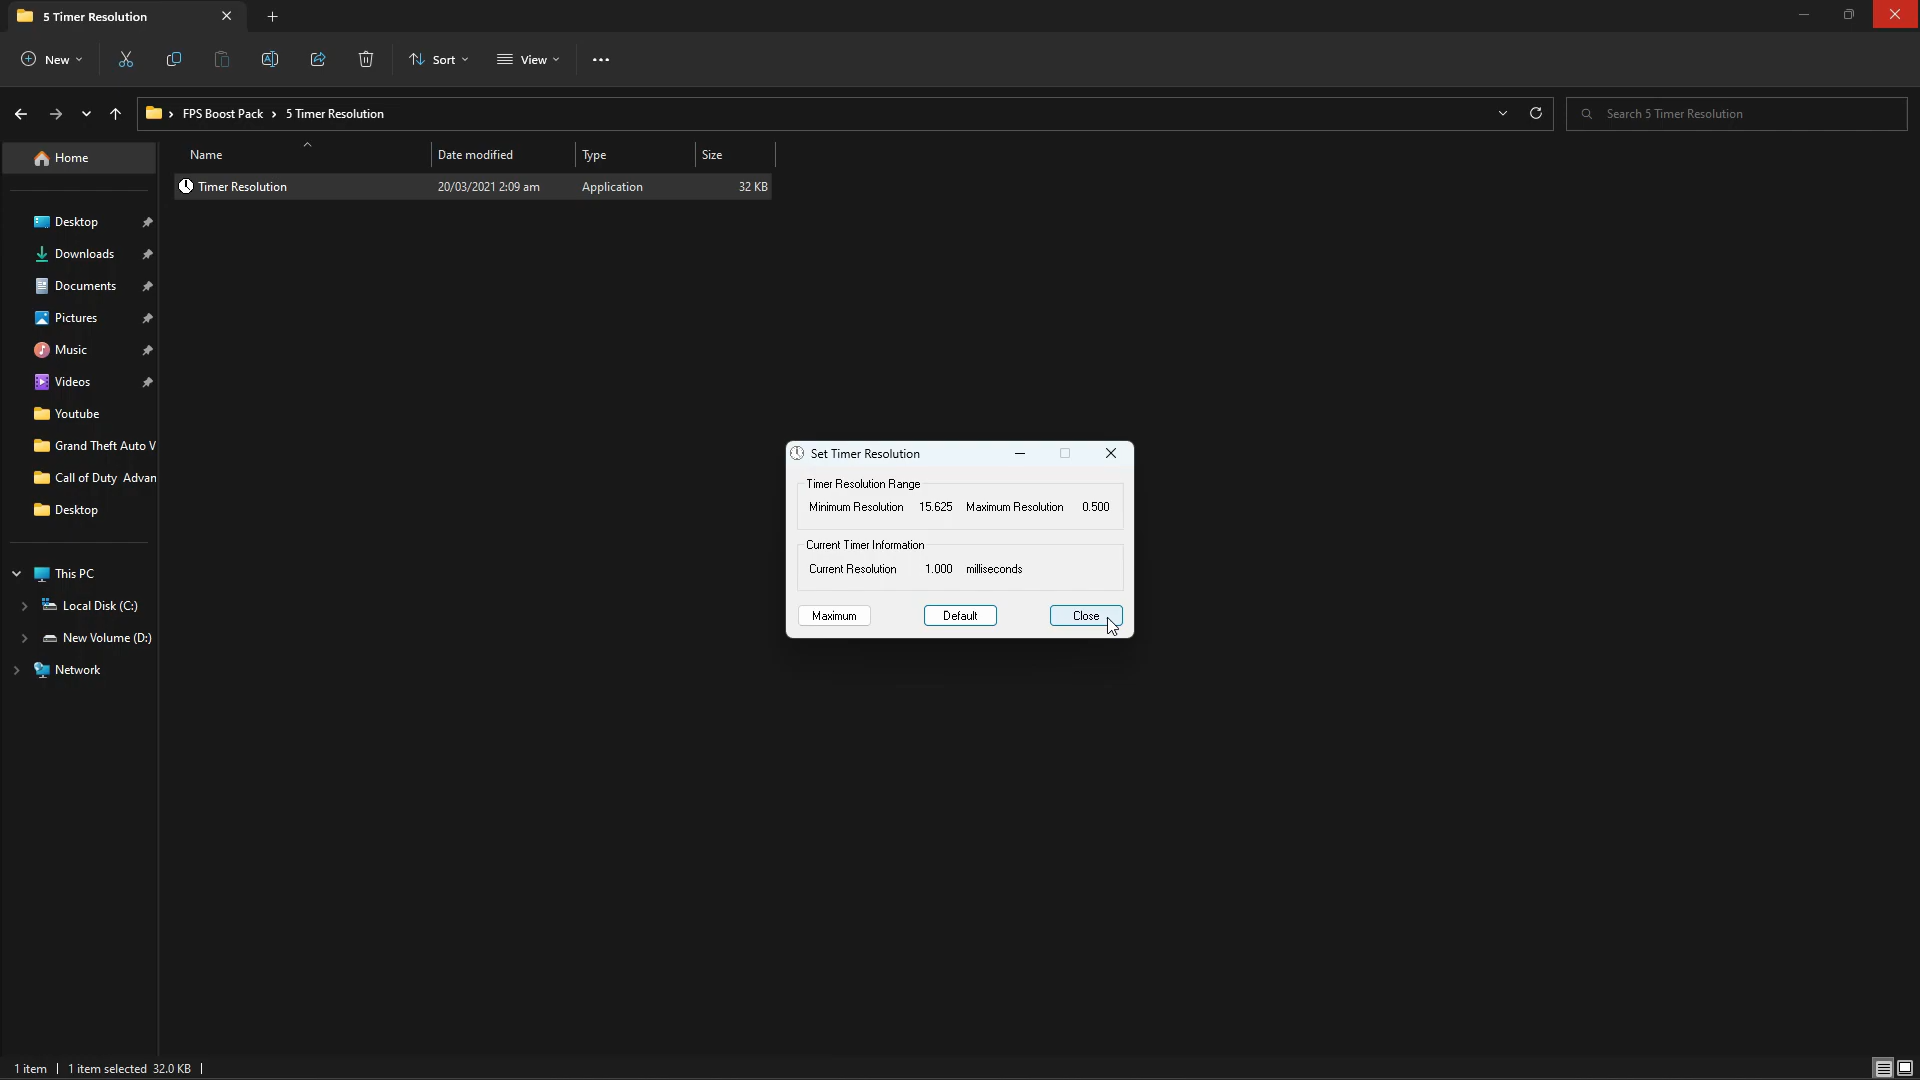 5 Timer Resolution
New
Sort
View
FPS Boost Pack > 5 Timer Resolution
Search 5 Timer Resolution
Name Date modified Type Size
Timer Resolution 20/03/2021 2:09 am Application 32 KB
Home
Desktop
Downloads
Documents
Pictures
Music
Videos
Youtube
Grand Theft Auto V
Call of Duty Advan
Desktop
This PC
Local Disk (C:)
New Volume (D:)
Network
Set Timer Resolution
Timer Resolution Range
Minimum Resolution 15.625 Maximum Resolution 0.500
Current Timer Information
Current Resolution 1.000 milliseconds
Maximum Default Close
1 item 1 item selected 32.0 KB